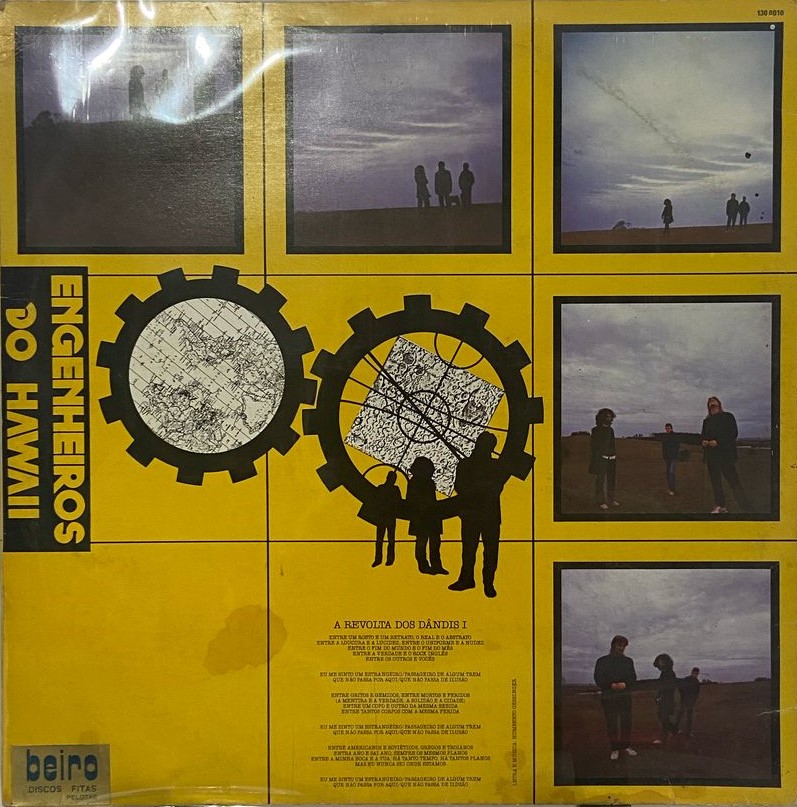 130 0010
ENGENHEIROS
DO HAWAII
A REVOLTA DOS DÂNDIS I
ENTRE UM ROSTO E UM RETRATO, O REAL E O ABSTRATO
ENTRE A LOUCURA E A LUCIDEZ, ENTRE O UNIFORME E A NUDEZ
ENTRE O FIM DO MUNDO E O FIM DO MÊS
ENTRE A VERDADE E O ROCK INGLÊS
ENTRE OS OUTROS E VOCÊS
EU ME SINTO UM ESTRANGEIRO/PASSAGEIRO DE ALGUM TREM
QUE NÃO PASSA POR AQUI/QUE NÃO PASSA DE ILUSÃO
ENTRE GRITOS E GEMIDOS, ENTRE MORTOS E FERIDOS
(A MENTIRA E A VERDADE, A SOLIDÃO E A CIDADE)
ENTRE UM COPO E OUTRO DA MESMA BEBIDA
ENTRE TANTOS CORPOS COM A MESMA FERIDA
EU ME SINTO UM ESTRANGEIRO/PASSAGEIRO DE ALGUM TREM
QUE NÃO PASSA POR AQUI/QUE NÃO PASSA DE ILUSÃO
ENTRE AMERICANOS E SOVIÉTICOS, GREGOS E TROIANOS
ENTRA ANO E SAI ANO, SEMPRE OS MESMOS PLANOS
ENTRE A MINHA BOCA E A TUA, HÁ TANTO TEMPO, HÁ TANTOS PLANOS
MAS EU NUNCA SEI ONDE ESTAMOS
EU ME SINTO UM ESTRANGEIRO/PASSAGEIRO DE ALGUM TREM
QUE NÃO PASSA POR AQUI/QUE NÃO PASSA DE ILUSÃO
LETRA E MÚSICA: HUMBERTO GESSINGER
beiro
DISCOS FITAS
PELOTAS